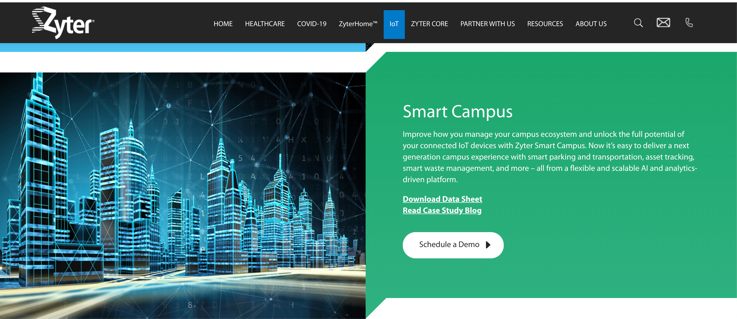 Zyter
HOME HEALTHCARE COVID-19 ZyterHome™ IoT ZYTER CORE PARTNER WITH US RESOURCES ABOUT US
Smart Campus
Improve how you manage your campus ecosystem and unlock the full potential of
your connected IoT devices with Zyter Smart Campus. Now it's easy to deliver a next
generation campus experience with smart parking and transportation, asset tracking,
smart waste management, and more – all from a flexible and scalable AI and analytics-
driven platform.
Download Data Sheet
Read Case Study Blog
Schedule a Demo